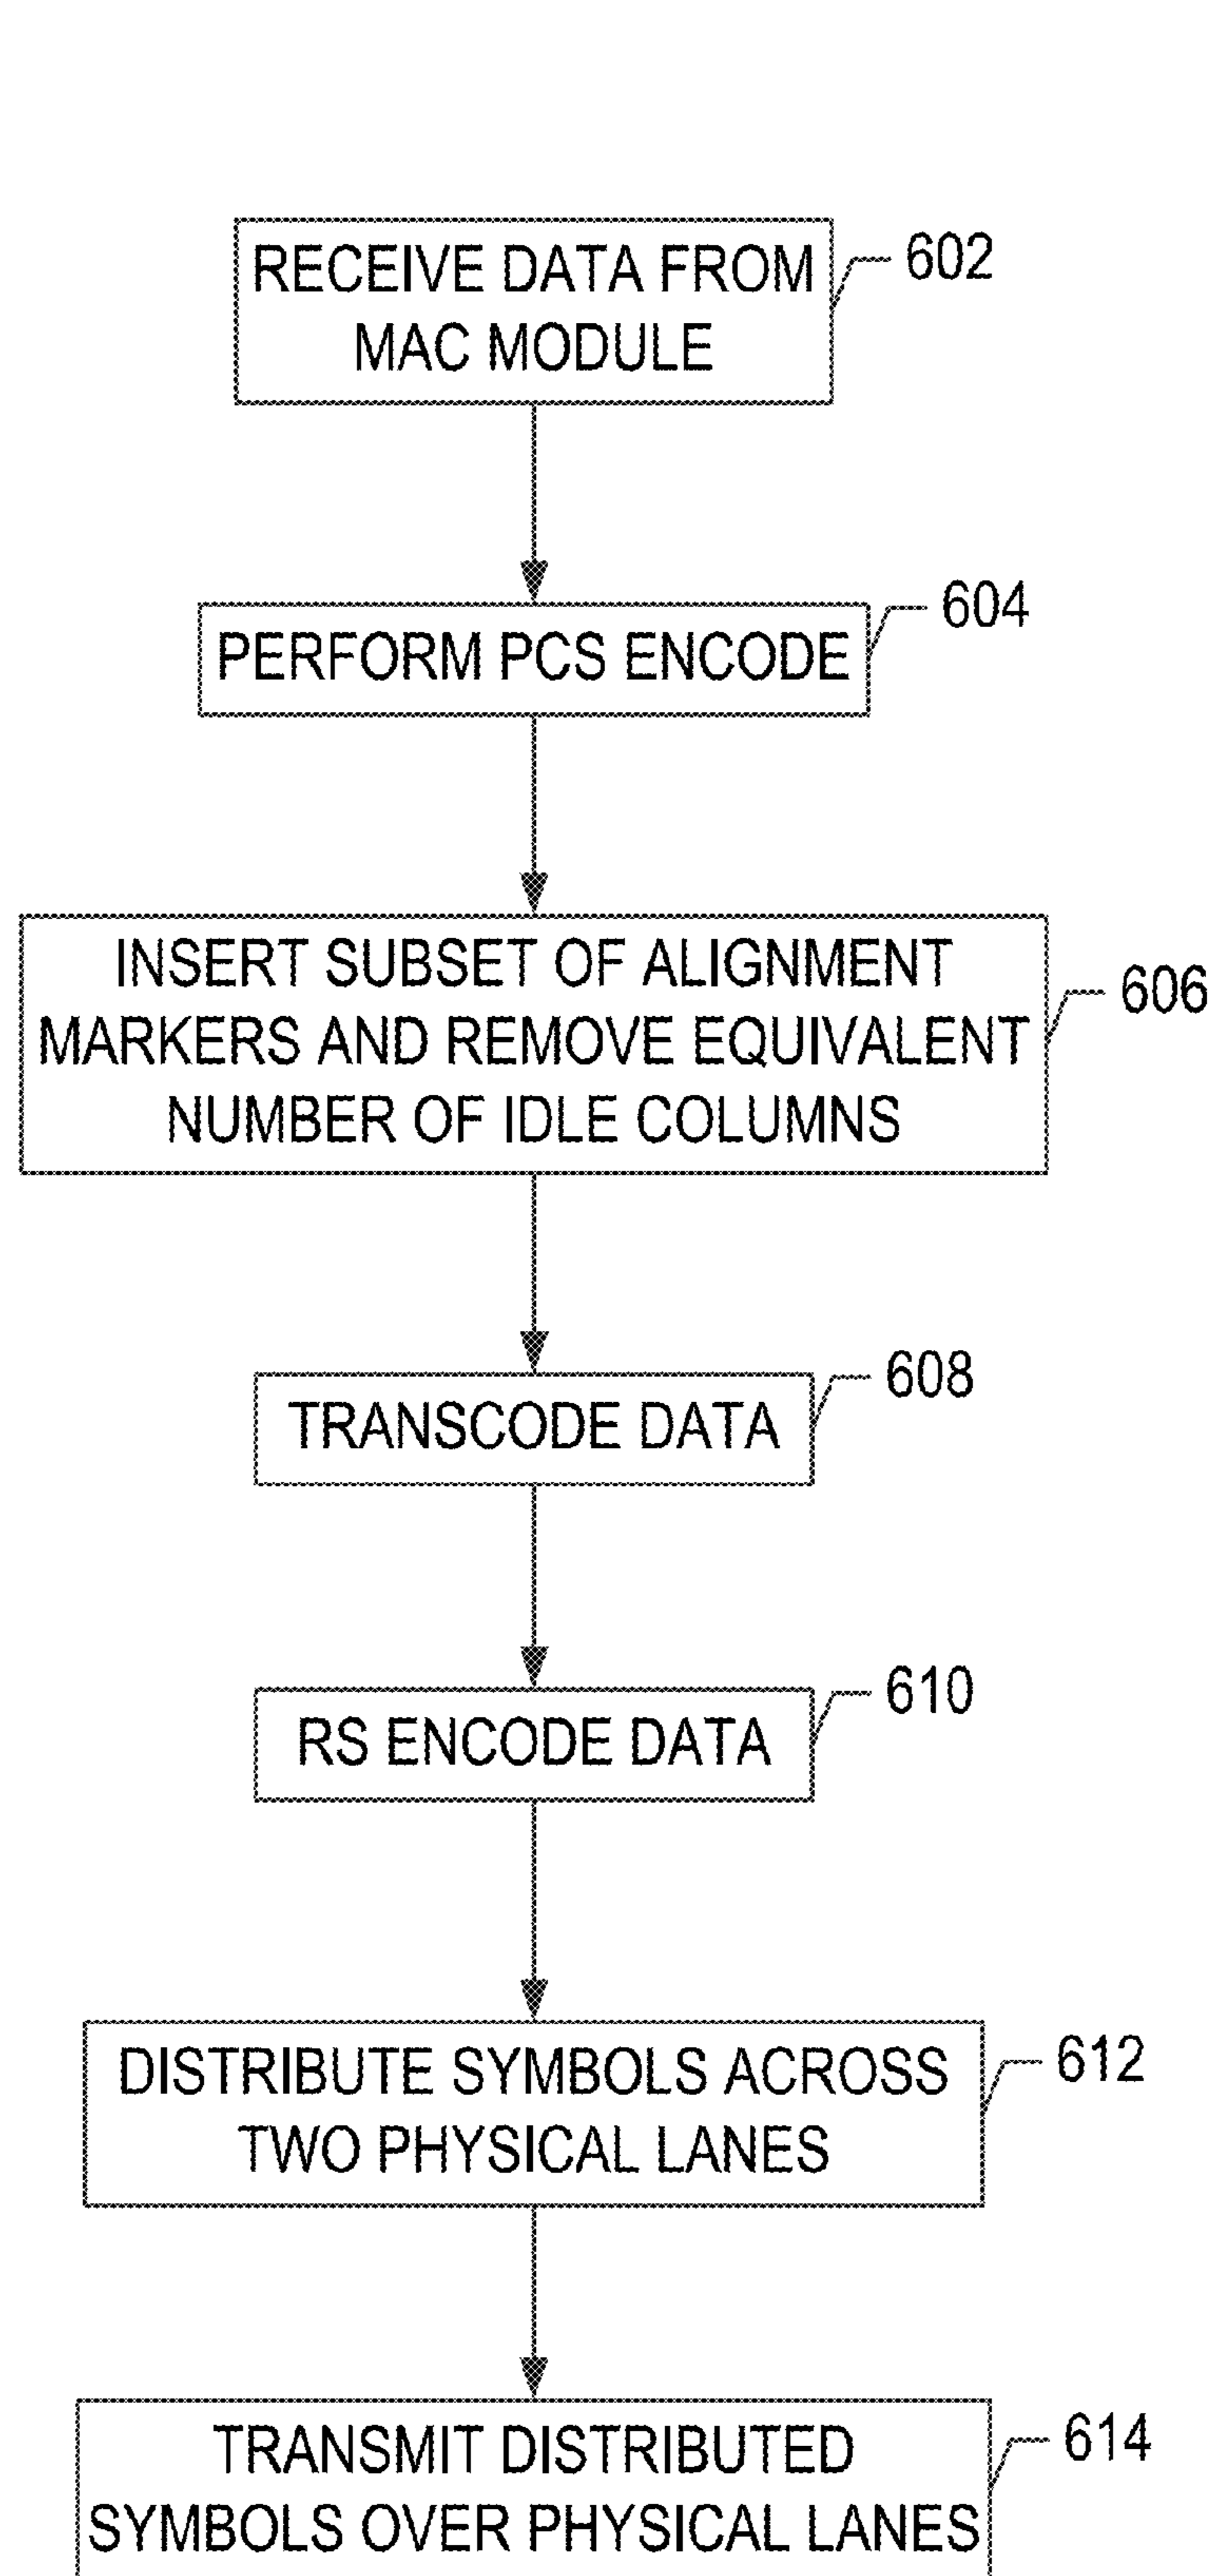 RECEIVE DATA FROM
MAC MODULE
602
PERFORM PCS ENCODE
604
INSERT SUBSET OF ALIGNMENT
MARKERS AND REMOVE EQUIVALENT
NUMBER OF IDLE COLUMNS
606
TRANSCODE DATA
608
RS ENCODE DATA
610
DISTRIBUTE SYMBOLS ACROSS
TWO PHYSICAL LANES
612
TRANSMIT DISTRIBUTED
SYMBOLS OVER PHYSICAL LANES
614